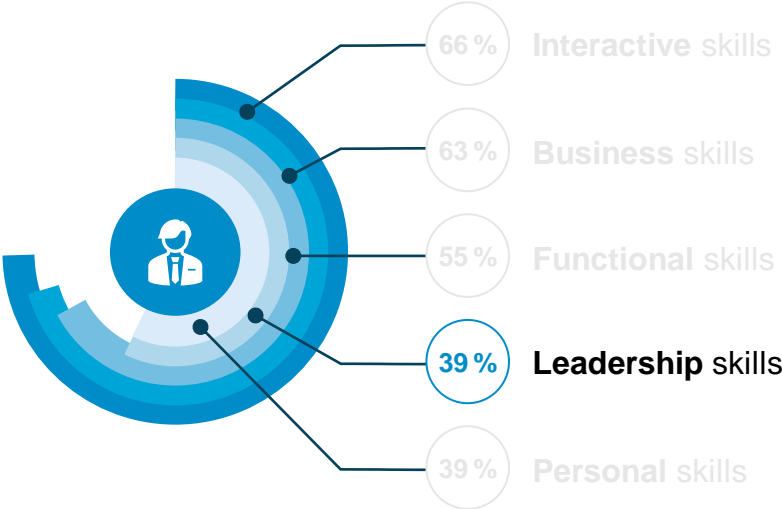 66 % Interactive skills
63 % Business skills
55 % Functional skills
39 % Leadership skills
39 % Personal skills